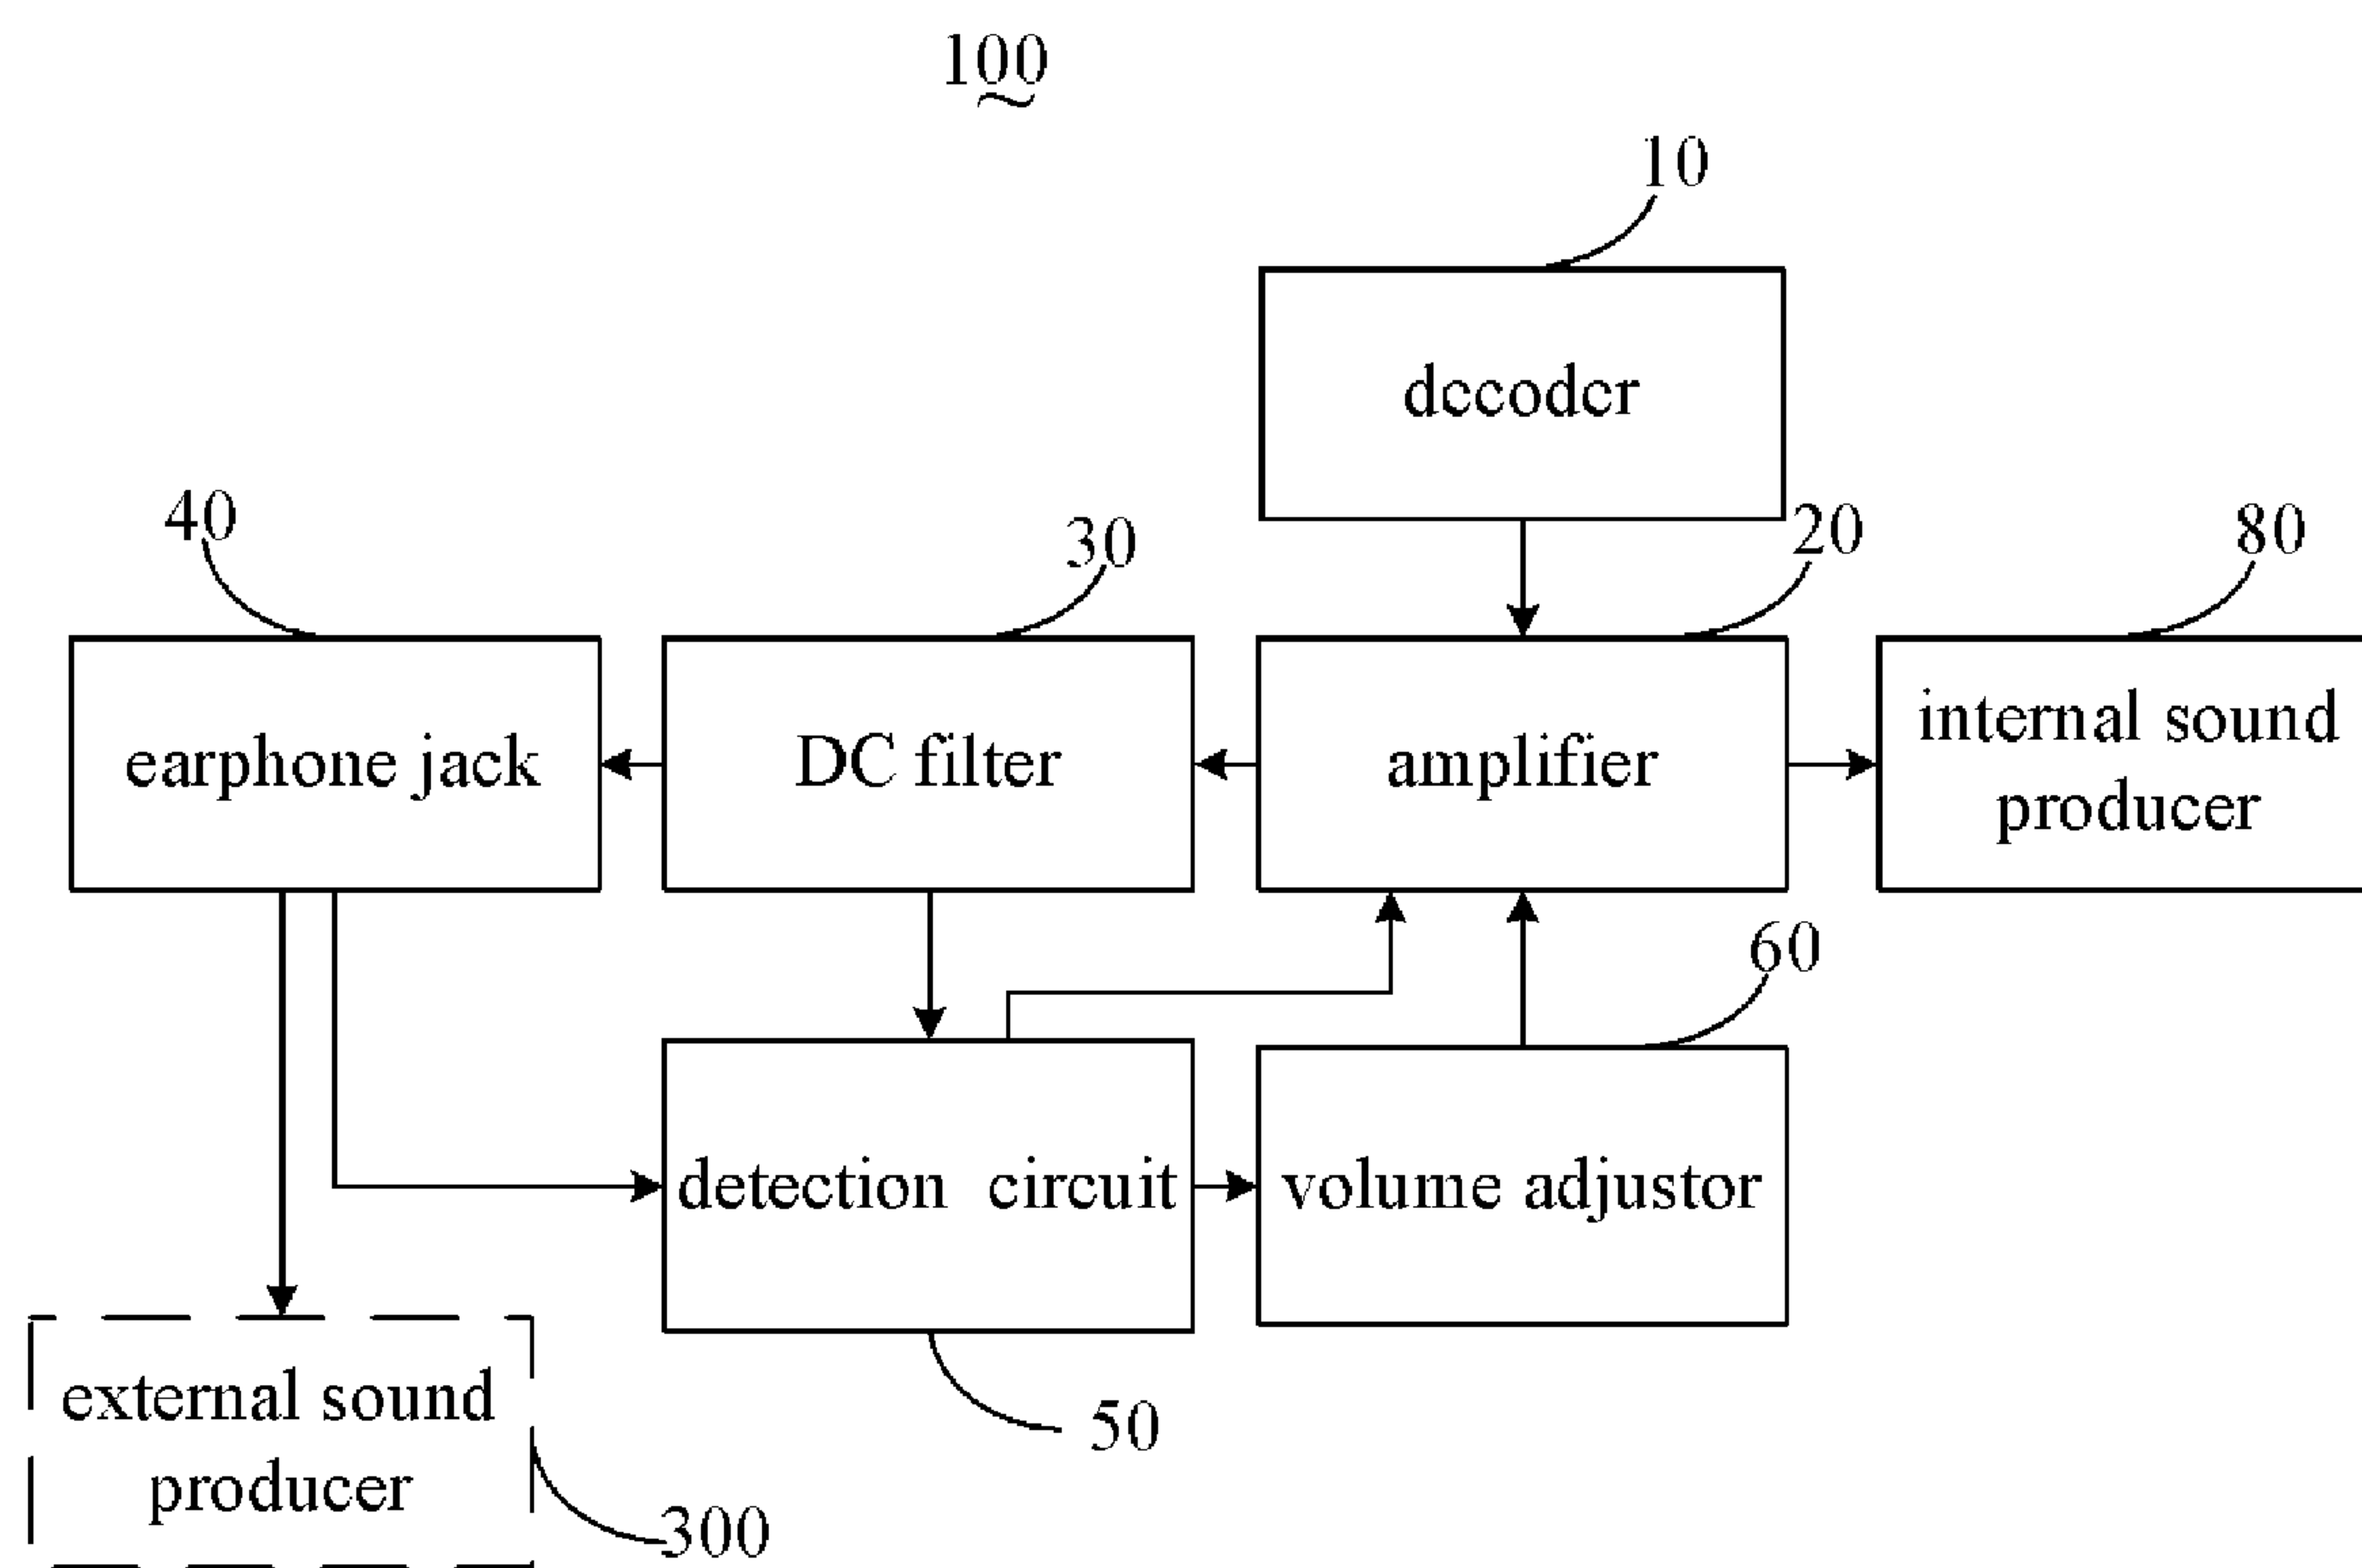 100
10
decoder
40
30
20
80
earphone jack
DC filter
amplifier
internal sound
producer
60
detection circuit
volume adjustor
external sound
producer
50
300